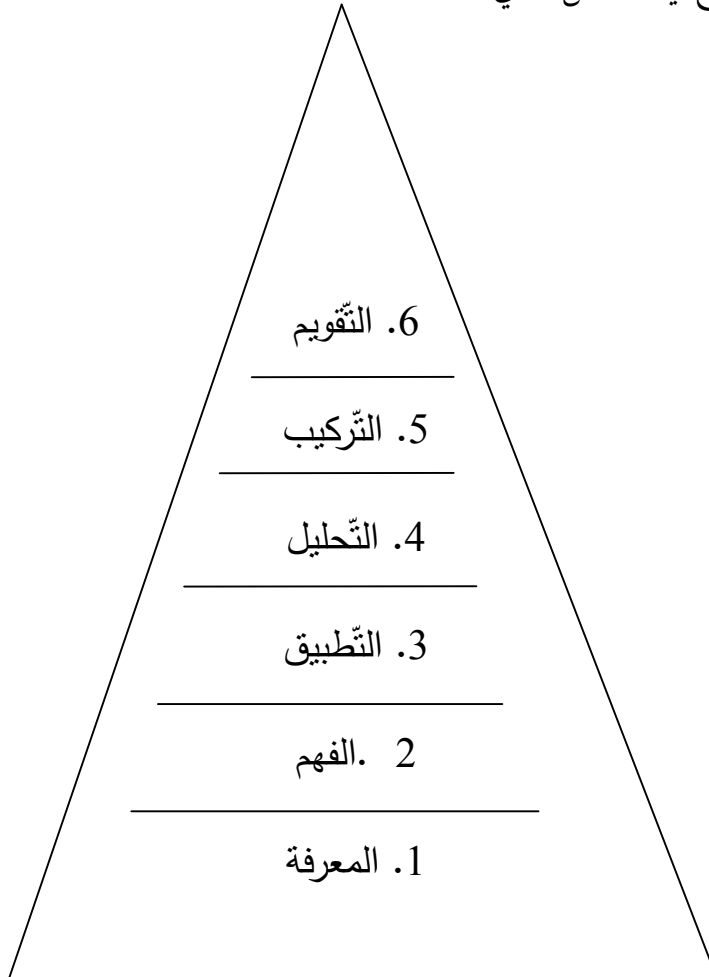 6. التّقويم
5. التّركيب
4. التّحليل
3. التّطبيق
2 .الفهم
1. المعرفة